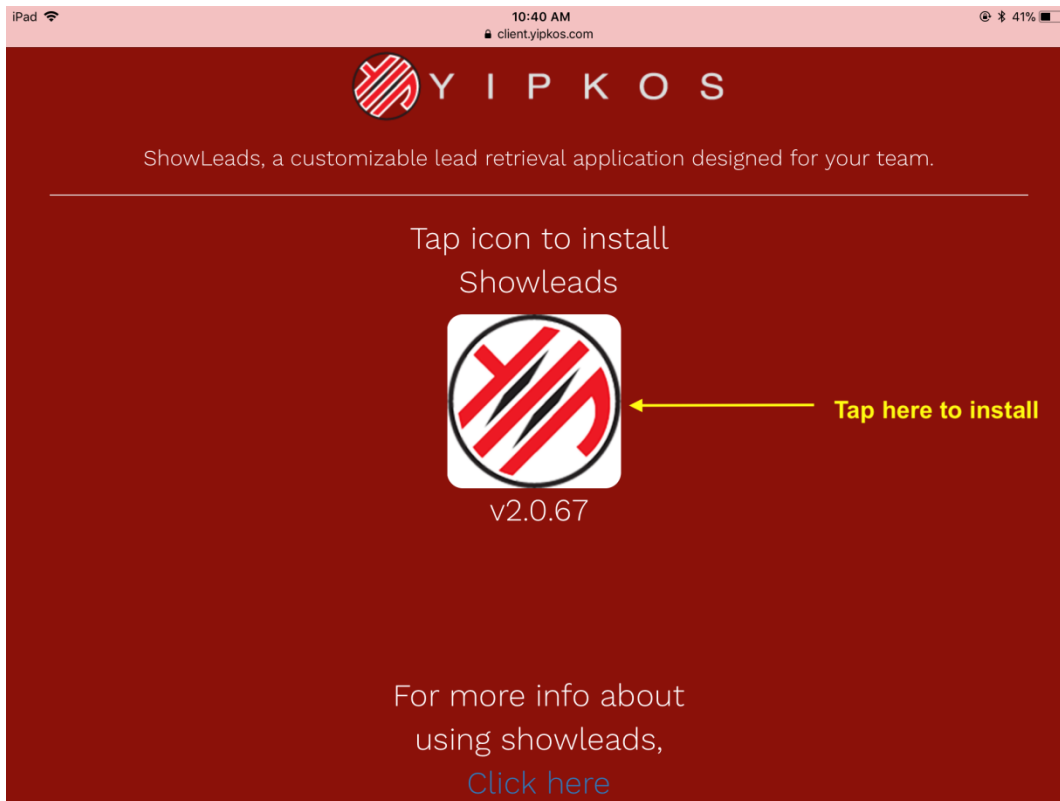 iPad 10:40 AM 41%
client.yipkos.com
YIPKOS
ShowLeads, a customizable lead retrieval application designed for your team.
Tap icon to install
Showleads
Tap here to install
v2.0.67
For more info about
using showleads,
Click here